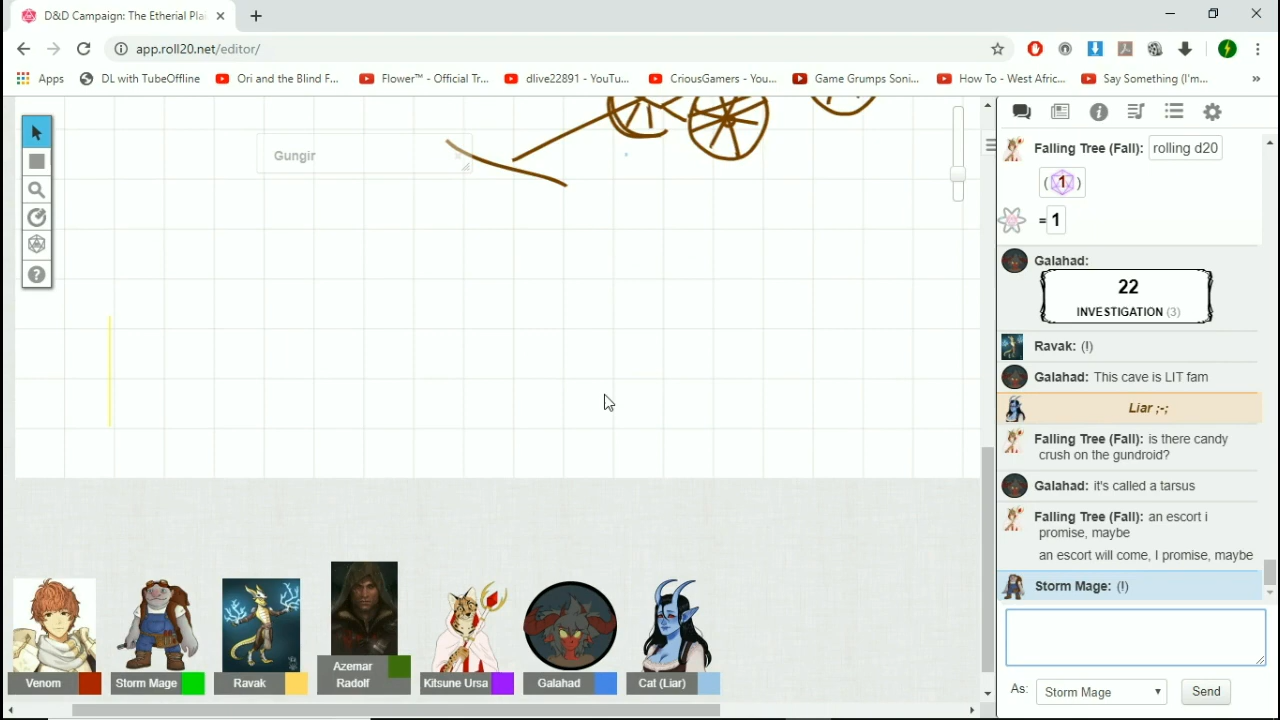 D&D Campaign: The Etherial Pla
app.roll20.net/editor/
Apps
DL with TubeOffline
Ori and the Blind F...
Flower™ - Official Tr...
dlive22891 - YouTu...
CriousGamers - You...
Game Grumps Soni...
How To - West Afric...
Say Something (I'm...
»
Gungir
Falling Tree (Fall): rolling d20
(1)
=1
Galahad:
22
INVESTIGATION (3)
Ravak: (!)
Galahad: This cave is LIT fam
Liar ;-;
Falling Tree (Fall): is there candy
crush on the gundroid?
Galahad: it's called a tarsus
Falling Tree (Fall): an escort i
promise, maybe
an escort will come, I promise, maybe
Storm Mage: (!)
As: Storm Mage
Send
Venom
Storm Mage
Ravak
Azemar
Radolf
Kitsune Ursa
Galahad
Cat (Liar)